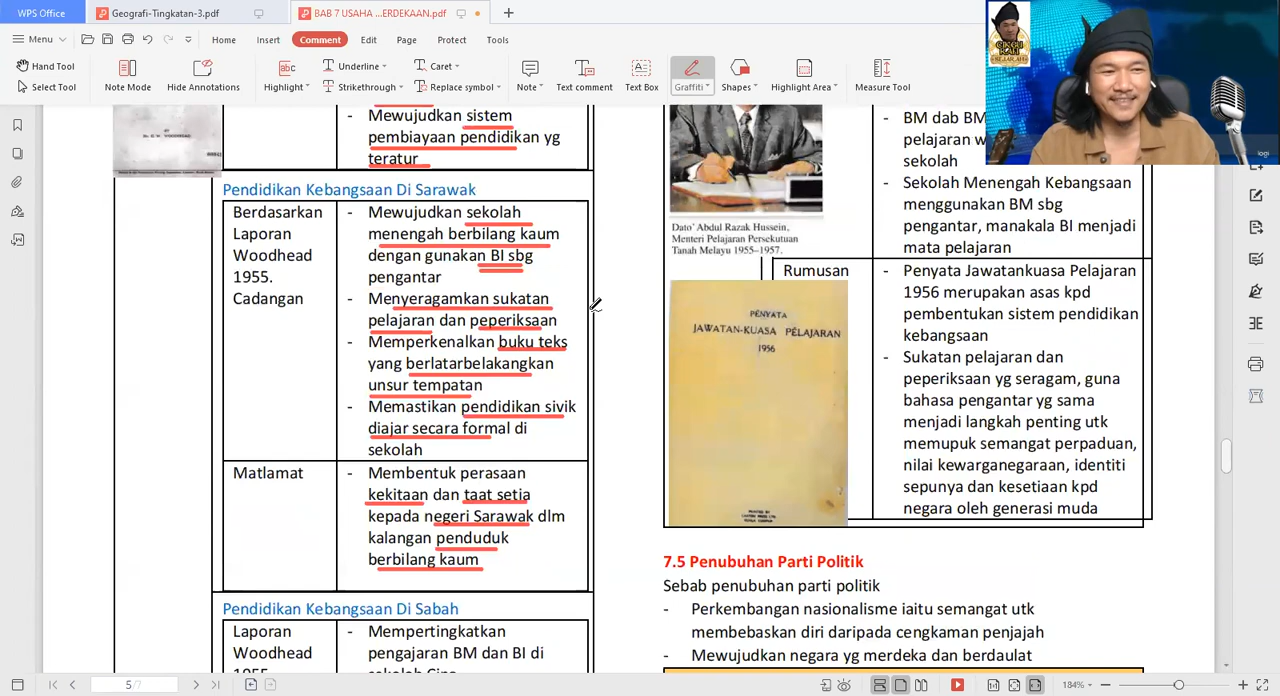 WPS Office
Geografi-Tingkatan-3.pdf
BAB 7 USAHA ...ERDEKAAN.pdf
Menu
Home
Insert
Comment
Edit
Page
Protect
Tools
Hand Tool
Select Tool
Note Mode
Hide Annotations
Highlight
Underline
Strikethrough
Caret
Replace symbol
Note
Text comment
Text Box
Graffiti
Shapes
Highlight Area
Measure Tool
CIKGU
SEJARAH
logi
- Mewujudkan sistem
pembiayaan pendidikan yg
teratur
Pendidikan Kebangsaan Di Sarawak
Berdasarkan
Laporan
Woodhead
1955.
Cadangan
- Mewujudkan sekolah
menengah berbilang kaum
dengan gunakan BI sbg
pengantar
- Menyeragamkan sukatan
pelajaran dan peperiksaan
- Memperkenalkan buku teks
yang berlatarbelakangkan
unsur tempatan
- Memastikan pendidikan sivik
diajar secara formal di
sekolah
Matlamat
- Membentuk perasaan
kekitaan dan taat setia
kepada negeri Sarawak dlm
kalangan penduduk
berbilang kaum
Pendidikan Kebangsaan Di Sabah
Laporan
Woodhead
1955
- Mempertingkatkan
pengajaran BM dan BI di
sekolah Cina
Dato' Abdul Razak Hussein,
Menteri Pelajaran Persekutuan
Tanah Melayu 1955–1957.
- BM dab BM
pelajaran w
sekolah
- Sekolah Menengah Kebangsaan
menggunakan BM sbg
pengantar, manakala BI menjadi
mata pelajaran
Rumusan
PENYATA
JAWATAN-KUASA PELAJARAN
1956
- Penyata Jawatankuasa Pelajaran
1956 merupakan asas kpd
pembentukan sistem pendidikan
kebangsaan
- Sukatan pelajaran dan
peperiksaan yg seragam, guna
bahasa pengantar yg sama
menjadi langkah penting utk
memupuk semangat perpaduan,
nilai kewarganegaraan, identiti
sepunya dan kesetiaan kpd
negara oleh generasi muda
7.5 Penubuhan Parti Politik
Sebab penubuhan parti politik
- Perkembangan nasionalisme iaitu semangat utk
membebaskan diri daripada cengkaman penjajah
- Mewujudkan negara yg merdeka dan berdaulat
5/7
184%